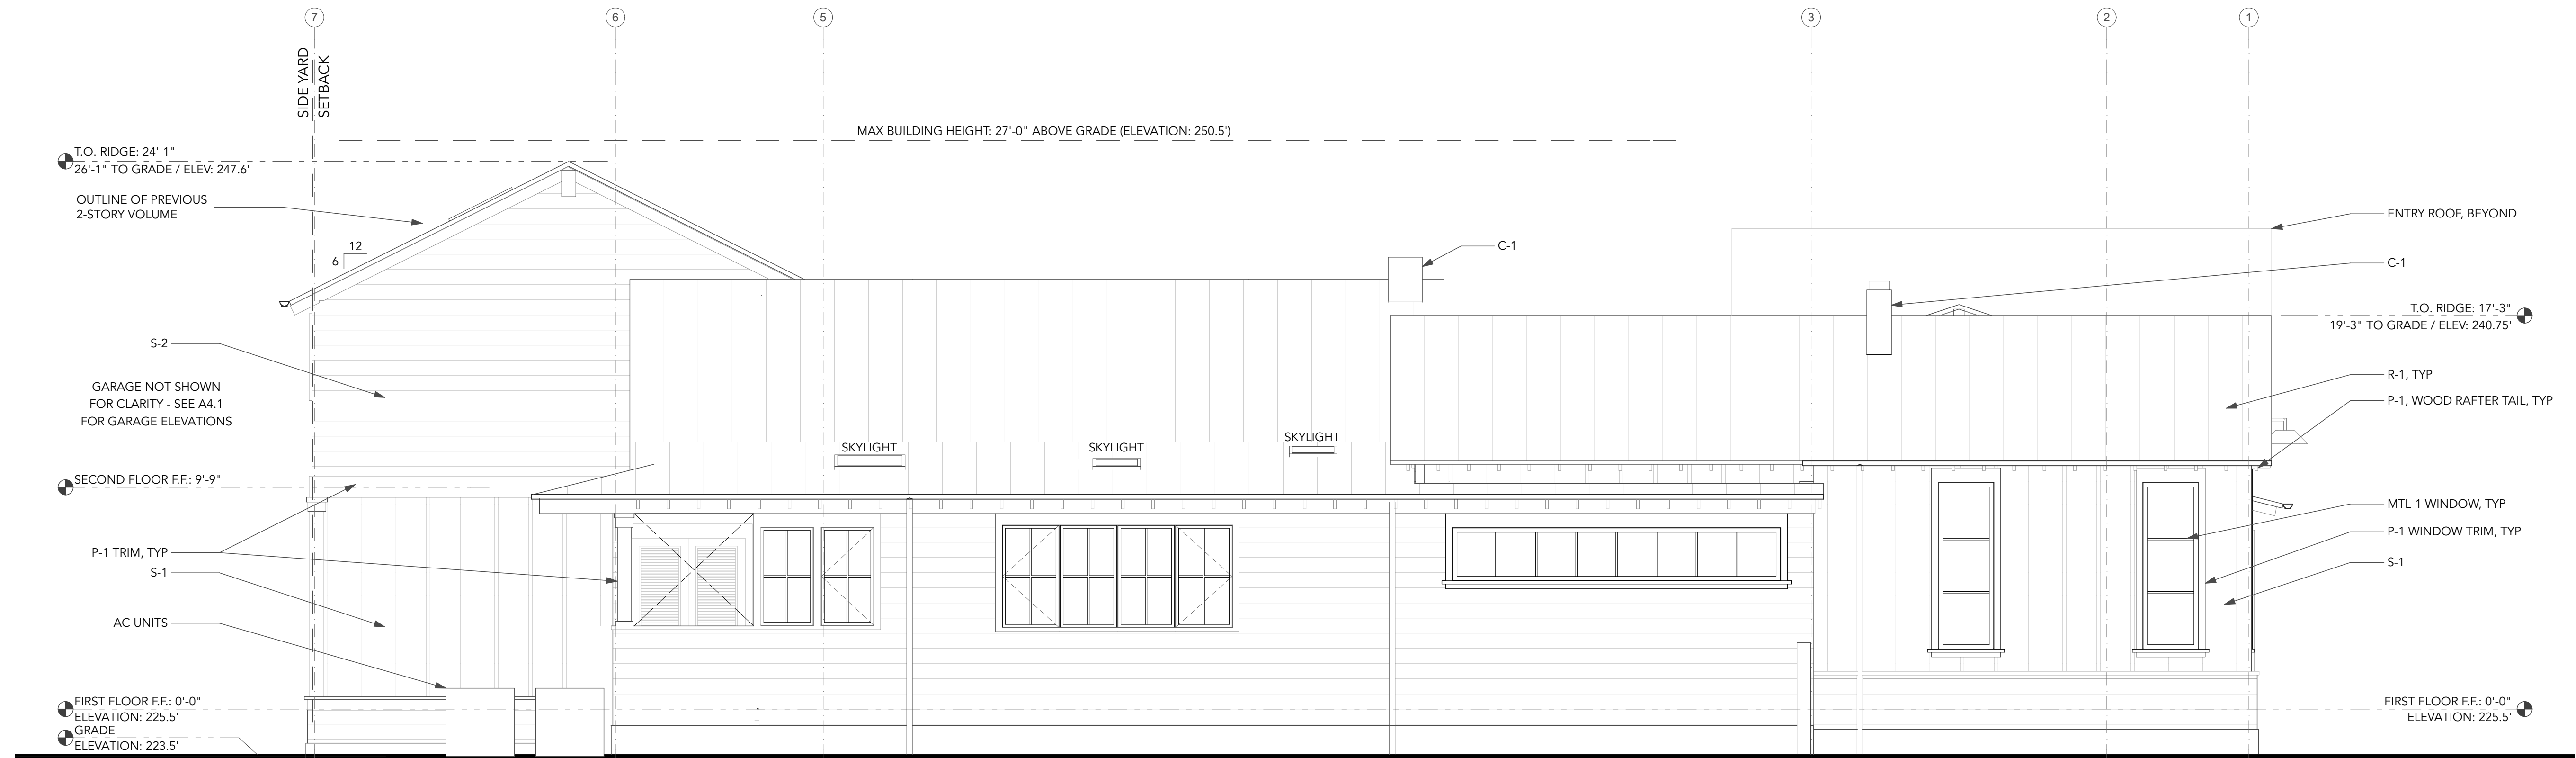 7
6
5
3
2
1
SIDE YARD
SETBACK
MAX BUILDING HEIGHT: 27'-0" ABOVE GRADE (ELEVATION: 250.5')
T.O. RIDGE: 24'-1"
26'-1" TO GRADE / ELEV: 247.6'
OUTLINE OF PREVIOUS
2-STORY VOLUME
12
6
S-2
GARAGE NOT SHOWN
FOR CLARITY - SEE A4.1
FOR GARAGE ELEVATIONS
SECOND FLOOR F.F.: 9'-9"
P-1 TRIM, TYP
S-1
AC UNITS
FIRST FLOOR F.F.: 0'-0"
ELEVATION: 225.5'
GRADE
ELEVATION: 223.5'
SKYLIGHT
SKYLIGHT
SKYLIGHT
C-1
ENTRY ROOF, BEYOND
C-1
T.O. RIDGE: 17'-3"
19'-3" TO GRADE / ELEV: 240.75'
R-1, TYP
P-1, WOOD RAFTER TAIL, TYP
MTL-1 WINDOW, TYP
P-1 WINDOW TRIM, TYP
S-1
FIRST FLOOR F.F.: 0'-0"
ELEVATION: 225.5'